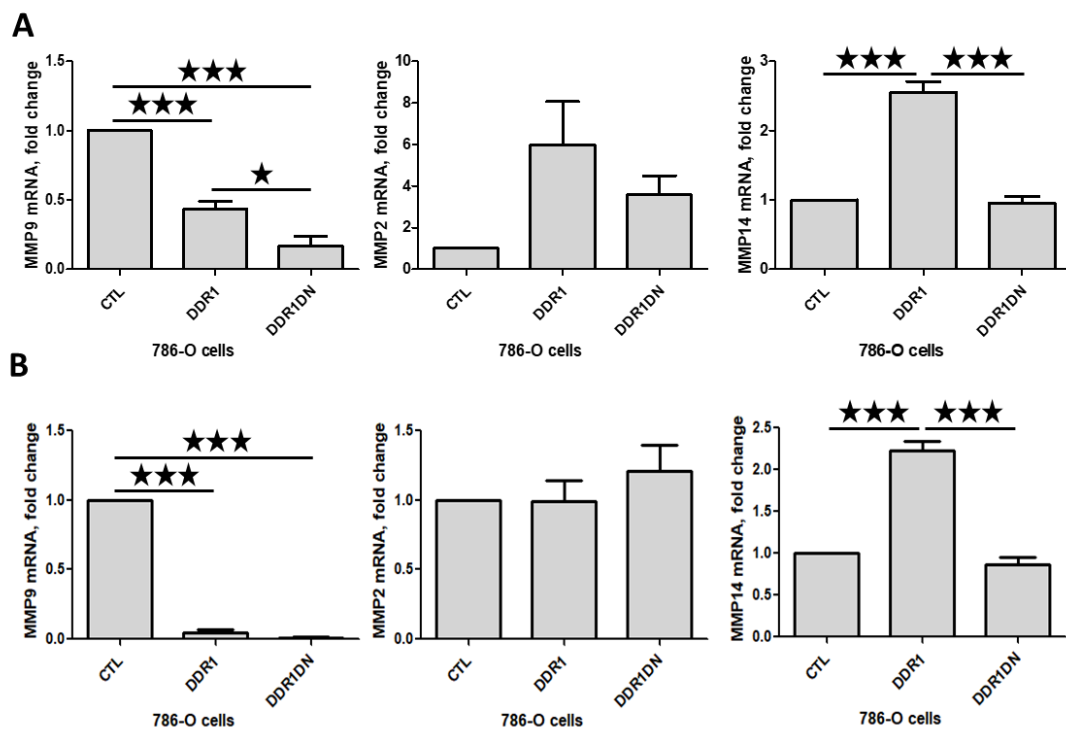 A
MMP9 mRNA, fold change
1.5
1.0
0.5
0.0
★★★
★★★
★
CTL
DDR1
DDR1DN
786-O cells
MMP2 mRNA, fold change
10
8
6
4
2
0
CTL
DDR1
DDR1DN
786-O cells
MMP14 mRNA, fold change
3
2
1
0
★★★ ★★★
CTL
DDR1
DDR1DN
786-O cells
B
MMP9 mRNA, fold change
1.5
1.0
0.5
0.0
★★★
★★★
CTL
DDR1
DDR1DN
786-O cells
MMP2 mRNA, fold change
1.5
1.0
0.5
0.0
CTL
DDR1
DDR1DN
786-O cells
MMP14 mRNA, fold change
2.5
2.0
1.5
1.0
0.5
0.0
★★★ ★★★
CTL
DDR1
DDR1DN
786-O cells